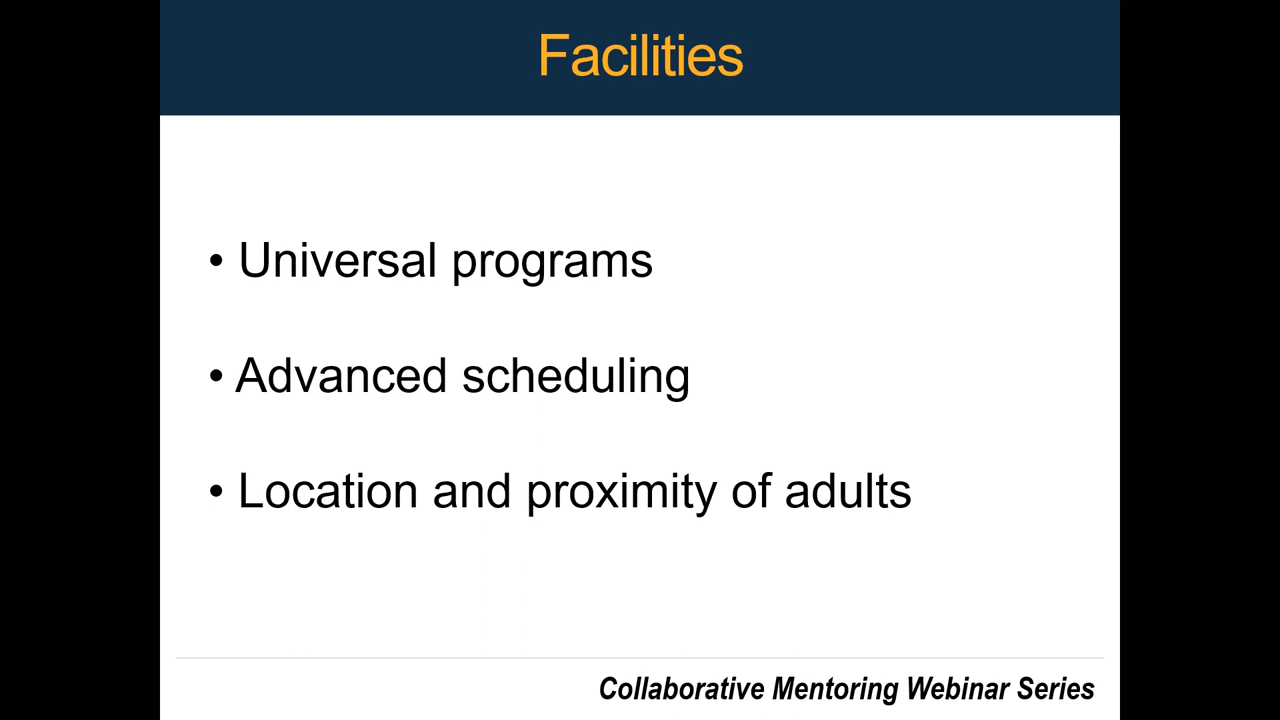 Facilities
• Universal programs
• Advanced scheduling
• Location and proximity of adults
Collaborative Mentoring Webinar Series